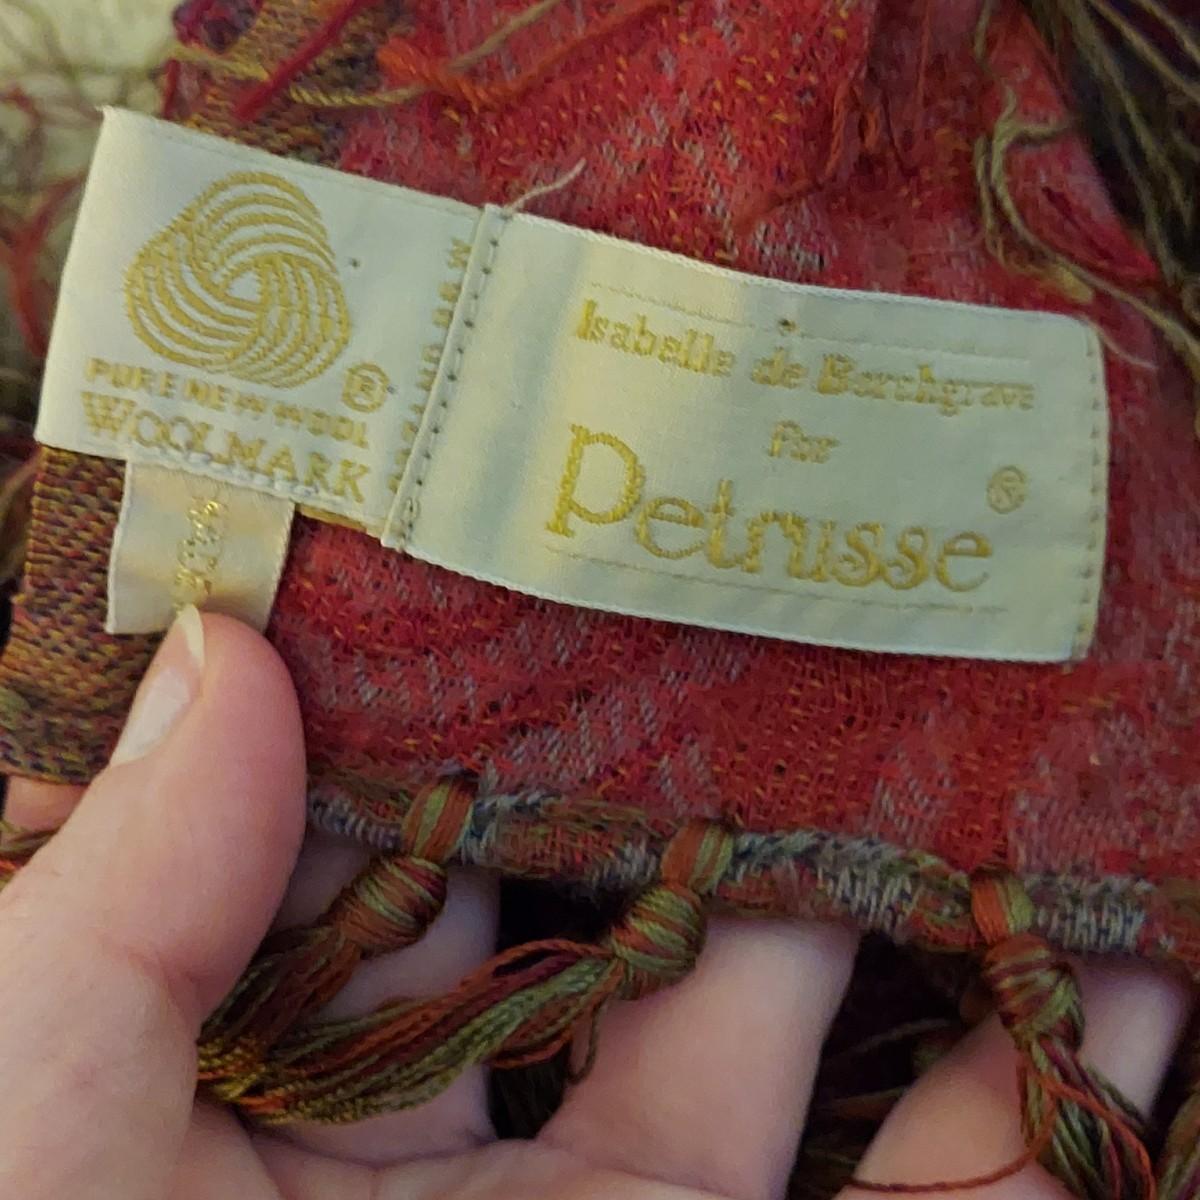 ®
PURE NEW WOOL
WOOLMARK
Isabelle de Borchgrave
for
Petrusse ®